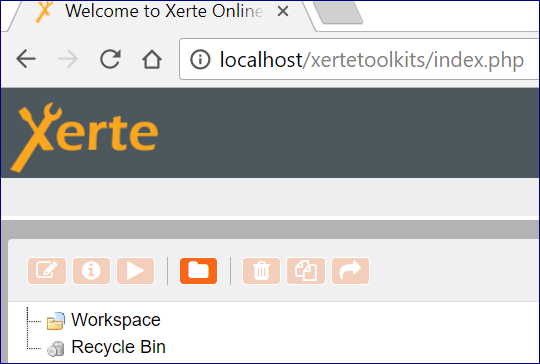 Welcome to Xerte Online
localhost/xertetoolkits/index.php
Xerte
Workspace
Recycle Bin